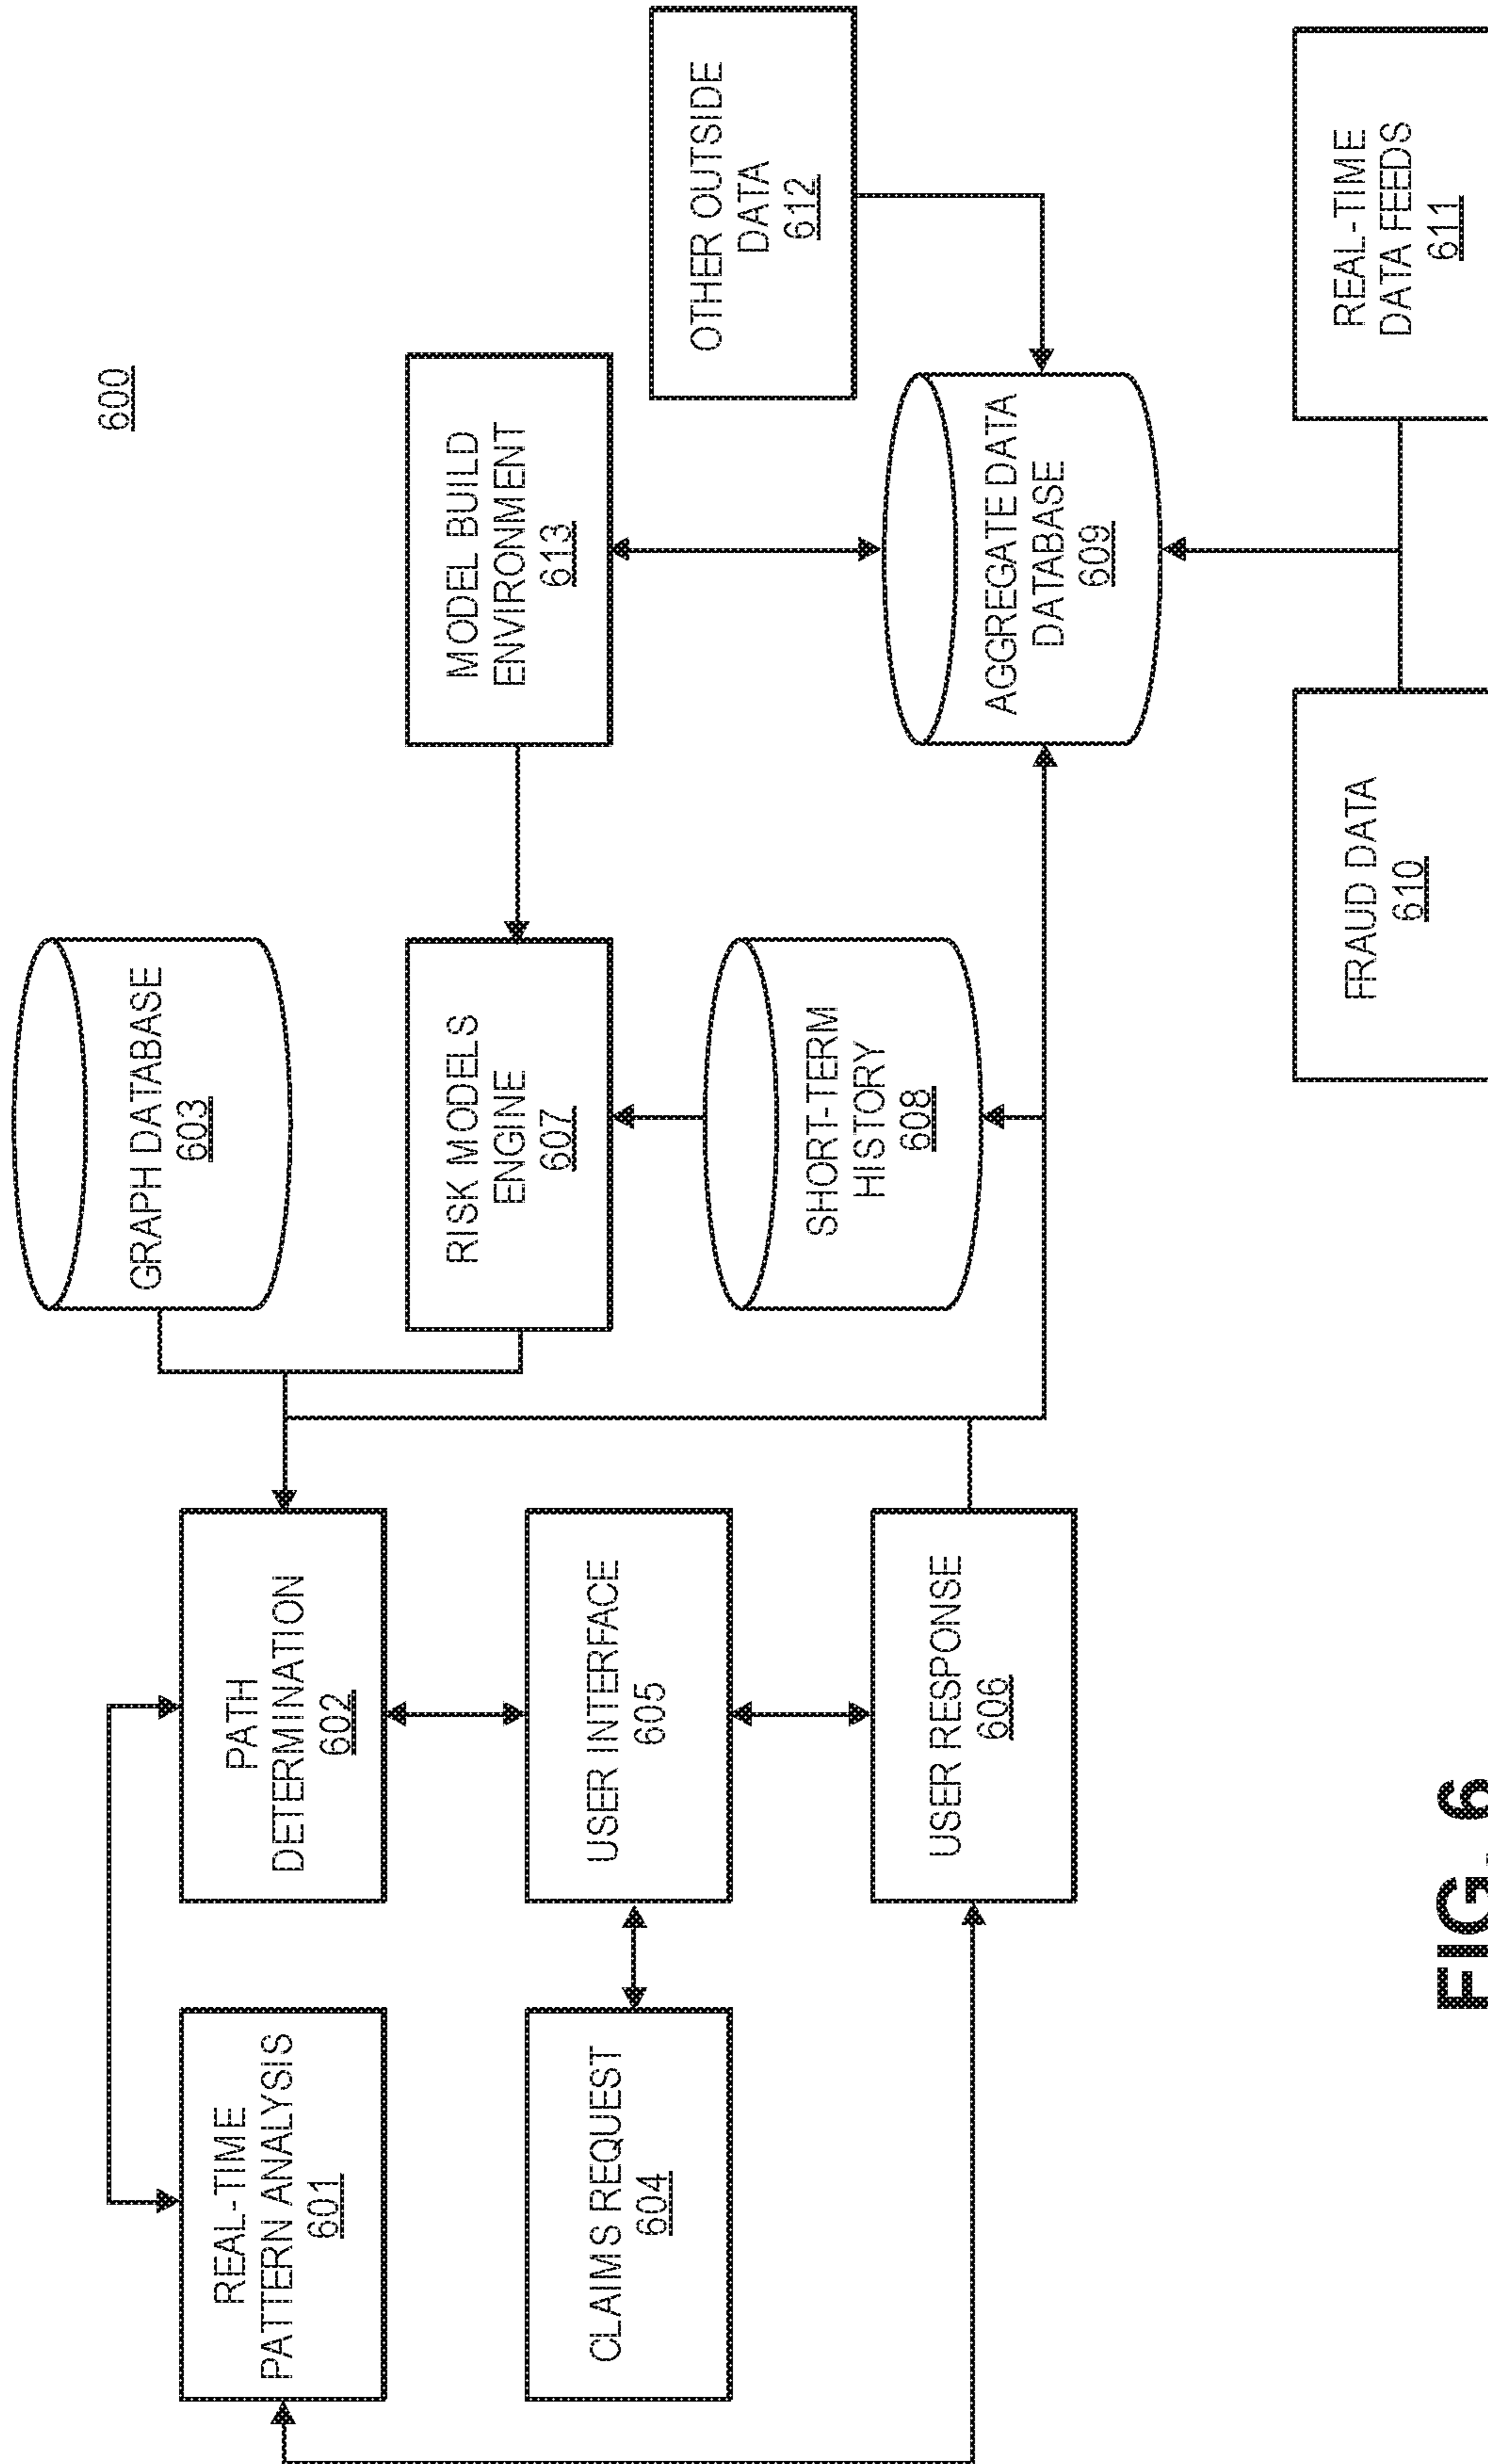 600
REAL-TIME
PATTERN ANALYSIS
601
PATH
DETERMINATION
602
GRAPH DATABASE
603
CLAIMS REQUEST
604
USER INTERFACE
605
RISK MODELS
ENGINE
607
MODEL BUILD
ENVIRONMENT
613
USER RESPONSE
606
SHORT-TERM
HISTORY
608
OTHER OUTSIDE
DATA
612
AGGREGATE DATA
DATABASE
609
FRAUD DATA
610
REAL-TIME
DATA FEEDS
611
FIG. 6